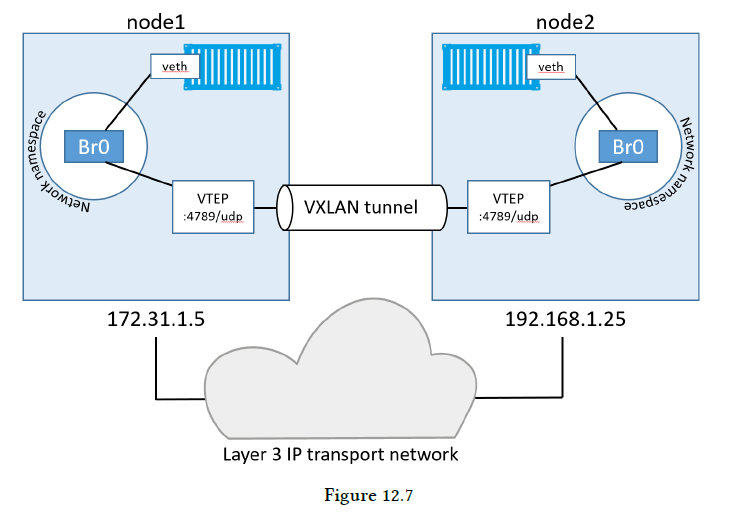 node1
node2
veth
veth
Network namespace
Br0
Br0
Network namespace
VTEP
:4789/udp
VXLAN tunnel
VTEP
:4789/udp
172.31.1.5
192.168.1.25
Layer 3 IP transport network
Figure 12.7